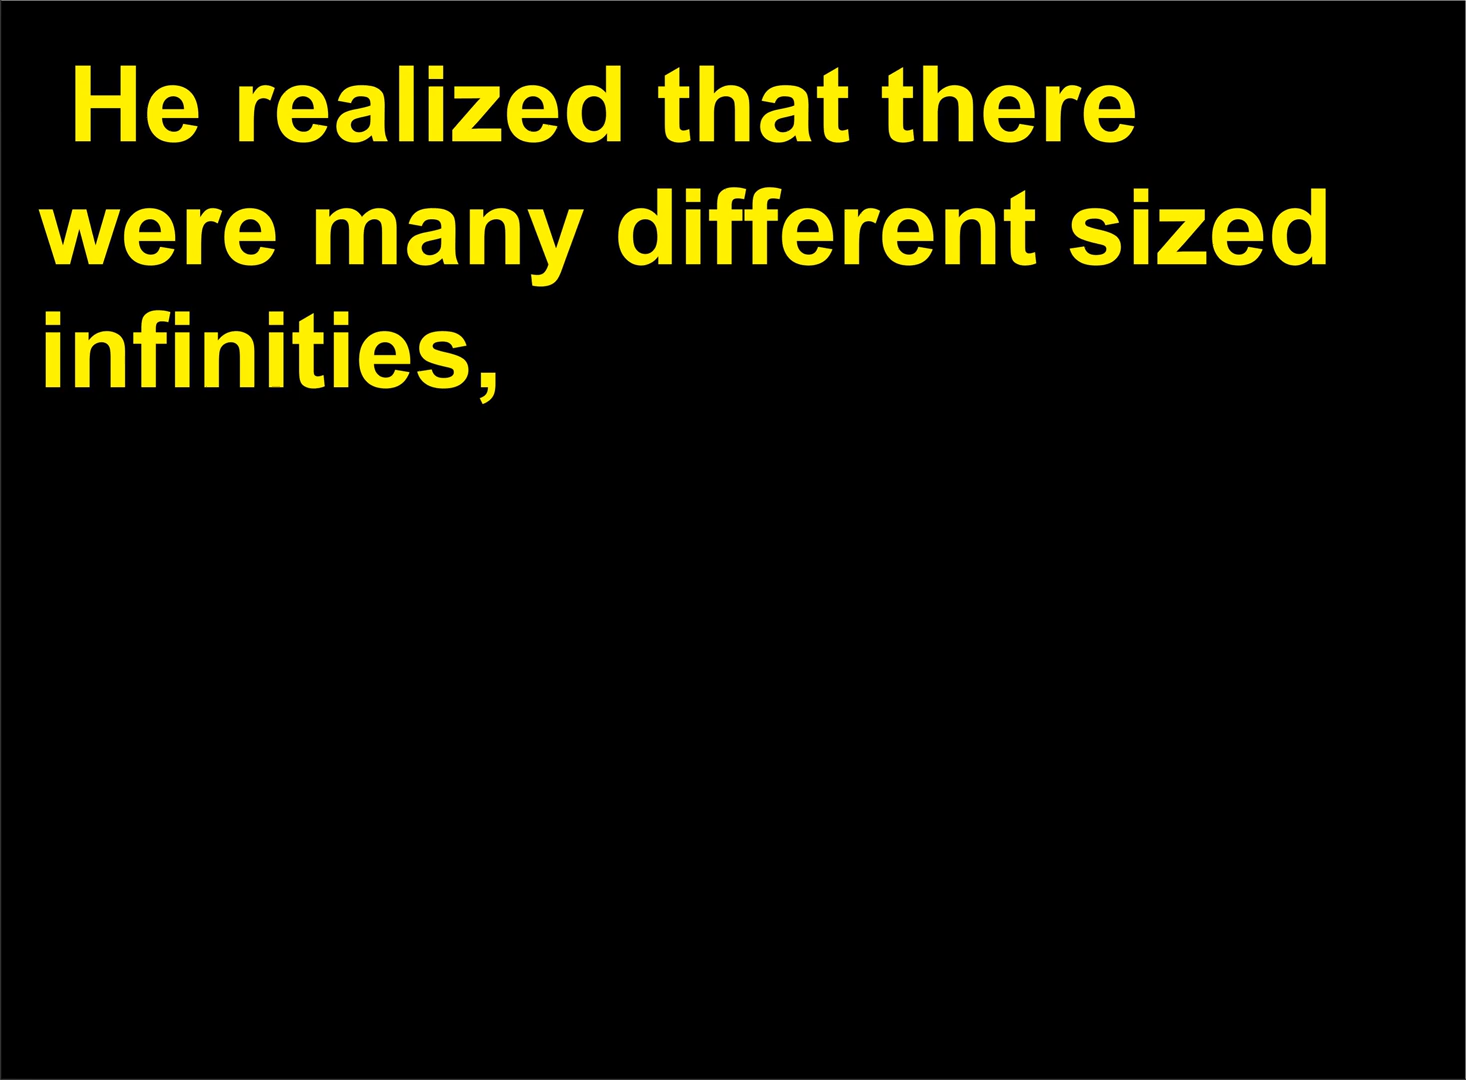 He realized that there
were many different sized
infinities,